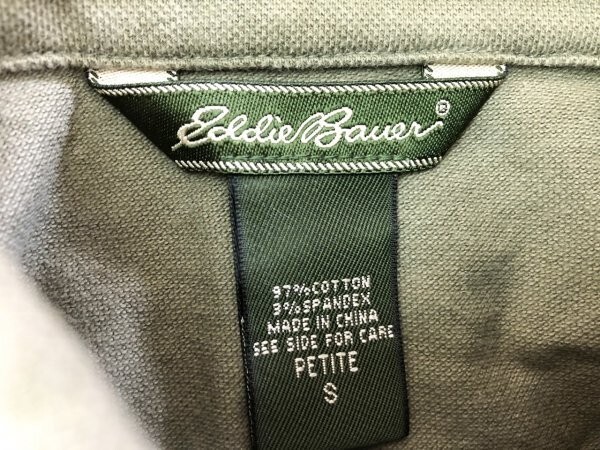 Eddie Bauer®
97% COTTON
3% SPANDEX
MADE IN CHINA
SEE SIDE FOR CARE
PETITE
S